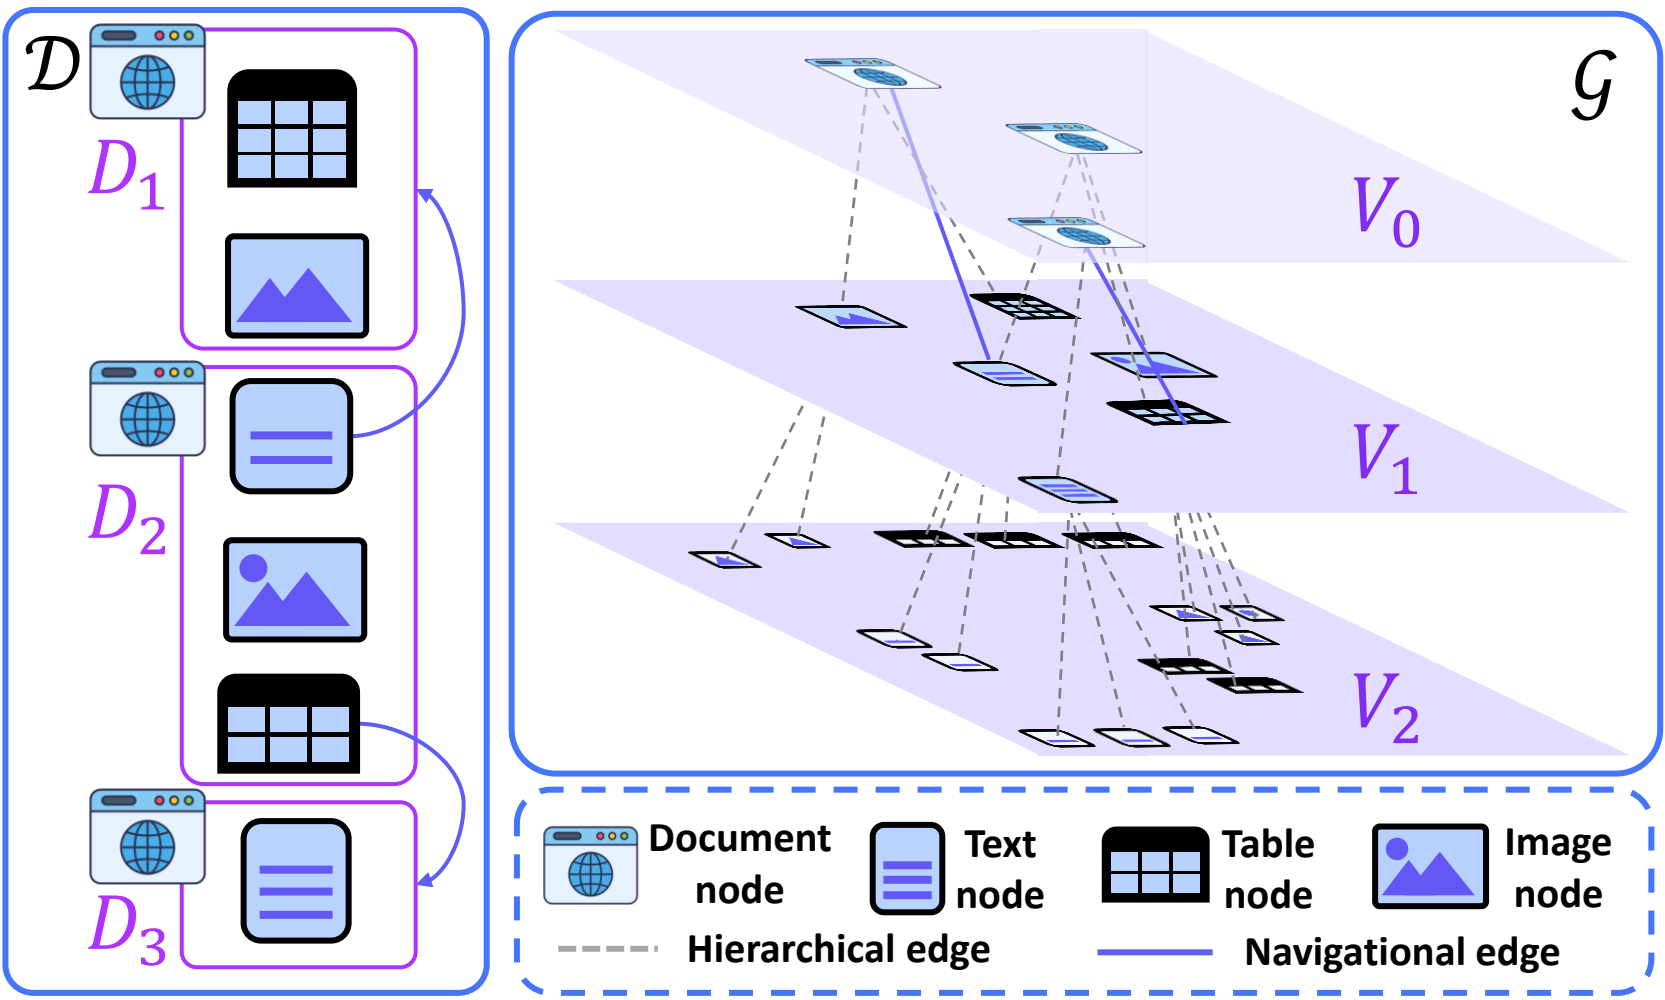 𝒟
D₁
D₂
D₃
𝒢
V₀
V₁
V₂
Document
node
Text
node
Table
node
Image
node
Hierarchical edge
Navigational edge